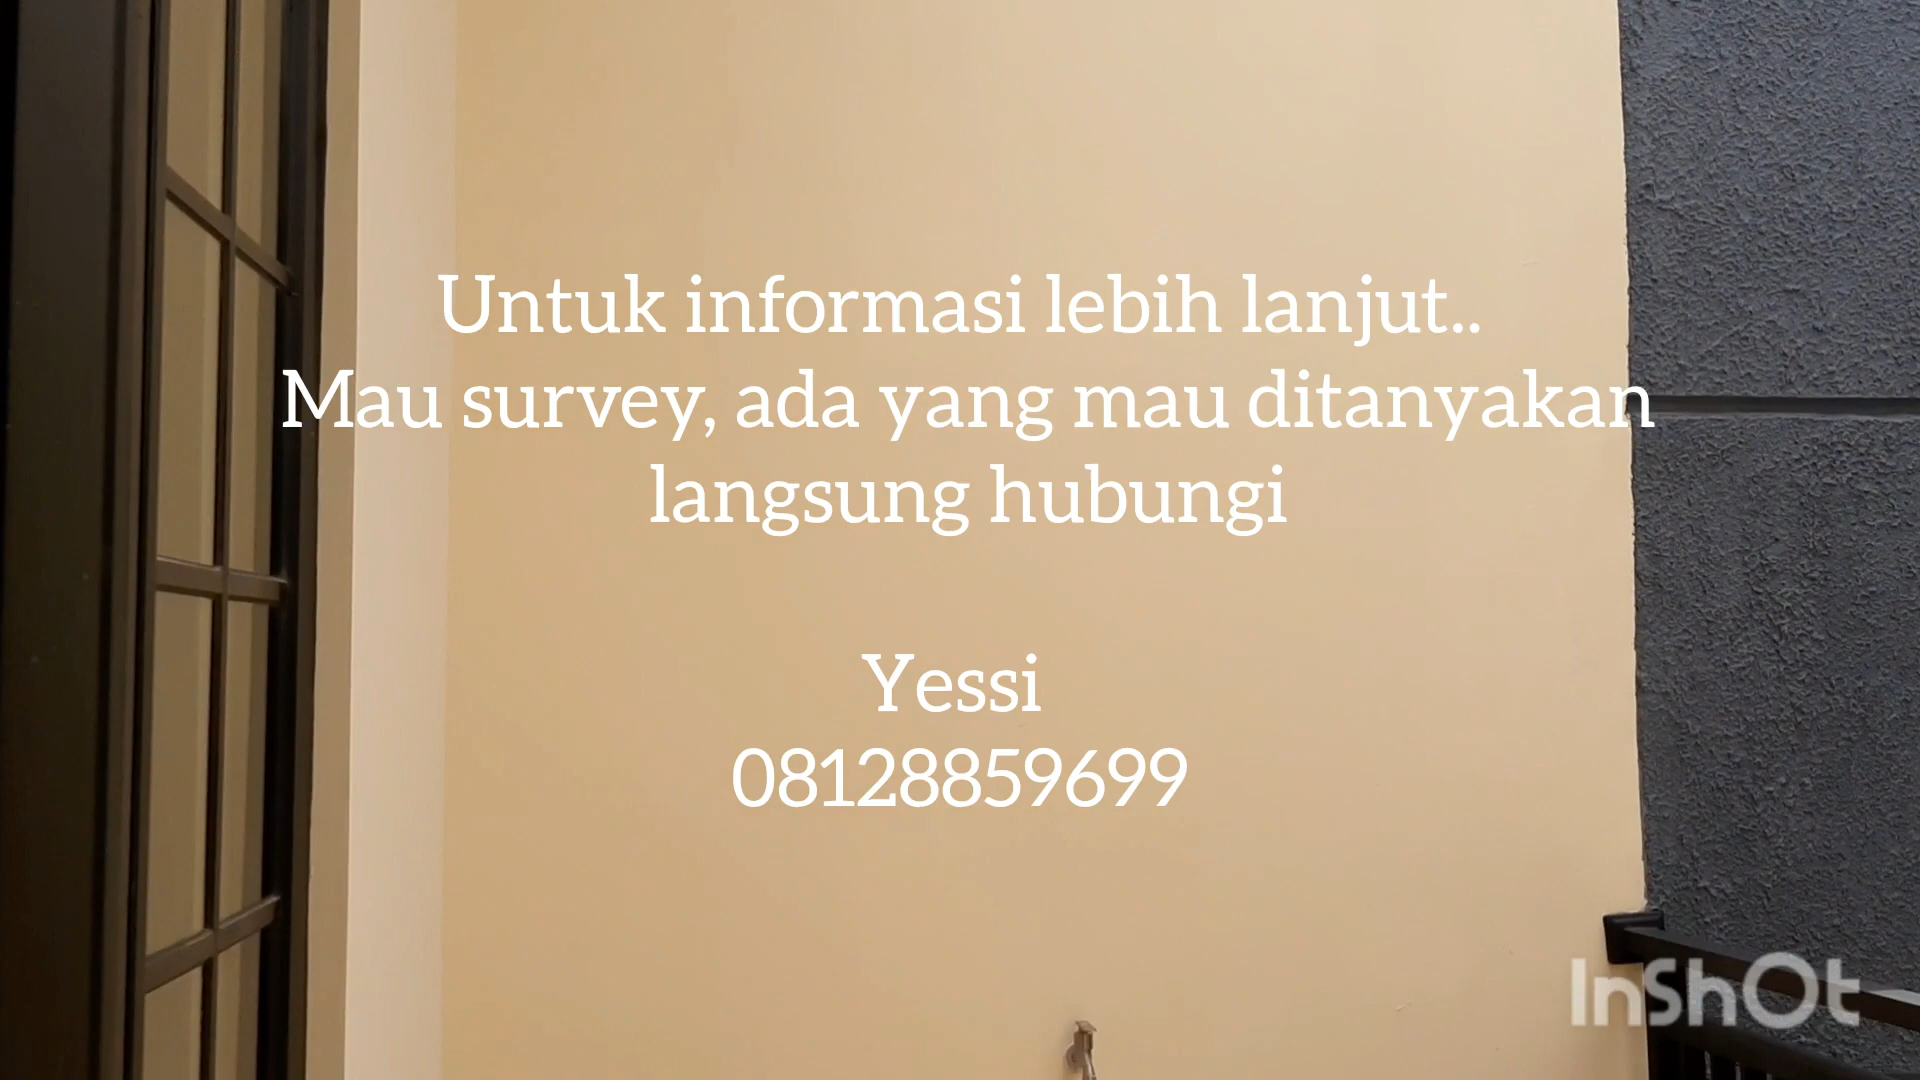 Untuk informasi lebih lanjut..
Mau survey, ada yang mau ditanyakan
langsung hubungi
Yessi
08128859699
InShOt